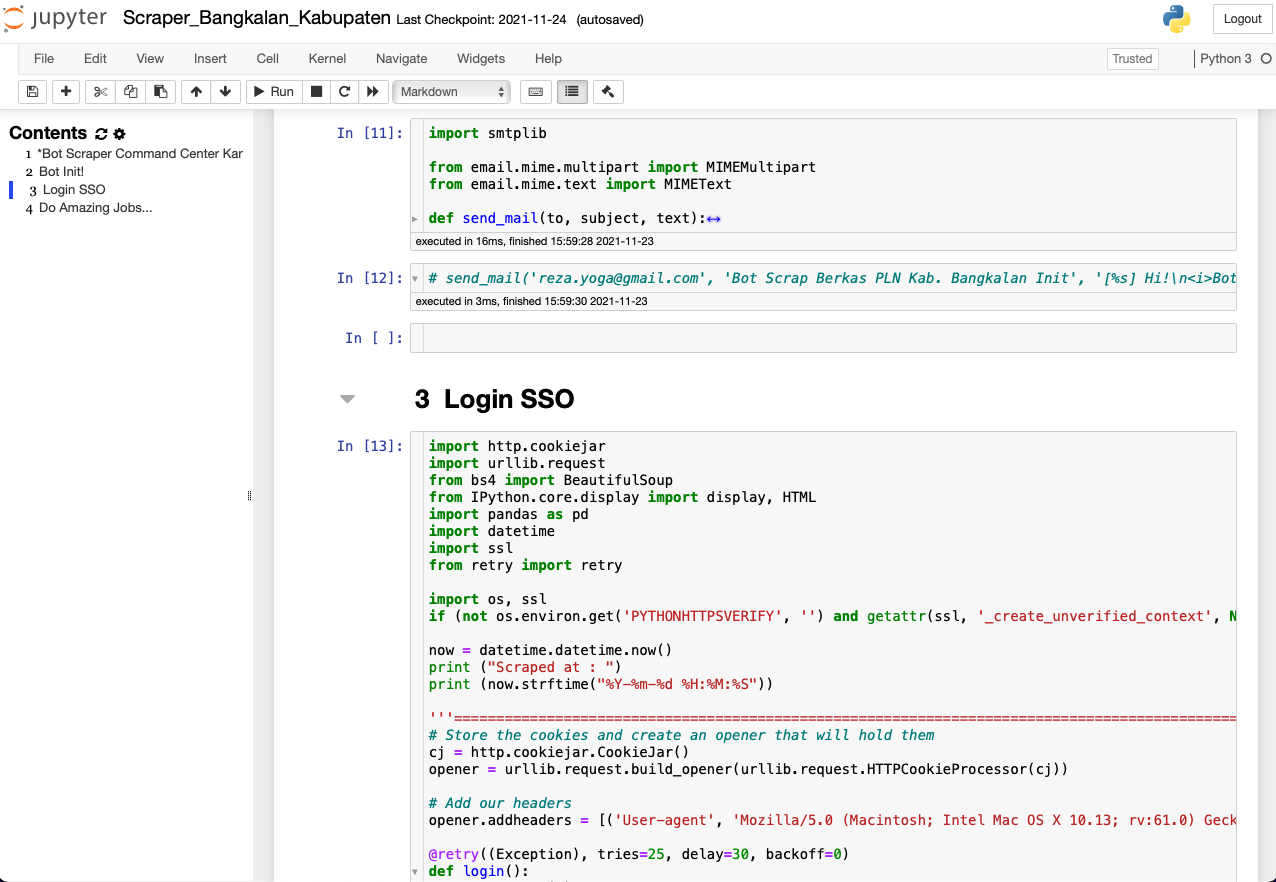 jupyter Scraper_Bangkalan_Kabupaten Last Checkpoint: 2021-11-24 (autosaved) Logout
File Edit View Insert Cell Kernel Navigate Widgets Help Trusted Python 3
Run Markdown
Contents
1 *Bot Scraper Command Center Kar
2 Bot Init!
3 Login SSO
4 Do Amazing Jobs...
In [11]:
import smtplib
from email.mime.multipart import MIMEMultipart
from email.mime.text import MIMEText
def send_mail(to, subject, text):↔
executed in 16ms, finished 15:59:28 2021-11-23
In [12]:
# send_mail('reza.yoga@gmail.com', 'Bot Scrap Berkas PLN Kab. Bangkalan Init', '[%s] Hi!\n<i>Bot
executed in 3ms, finished 15:59:30 2021-11-23
In [ ]:
3 Login SSO
In [13]:
import http.cookiejar
import urllib.request
from bs4 import BeautifulSoup
from IPython.core.display import display, HTML
import pandas as pd
import datetime
import ssl
from retry import retry
import os, ssl
if (not os.environ.get('PYTHONHTTPSVERIFY', '') and getattr(ssl, '_create_unverified_context', N
now = datetime.datetime.now()
print ("Scraped at : ")
print (now.strftime("%Y-%m-%d %H:%M:%S"))
'''=============================================================================================
# Store the cookies and create an opener that will hold them
cj = http.cookiejar.CookieJar()
opener = urllib.request.build_opener(urllib.request.HTTPCookieProcessor(cj))
# Add our headers
opener.addheaders = [('User-agent', 'Mozilla/5.0 (Macintosh; Intel Mac OS X 10.13; rv:61.0) Geck
@retry((Exception), tries=25, delay=30, backoff=0)
def login():